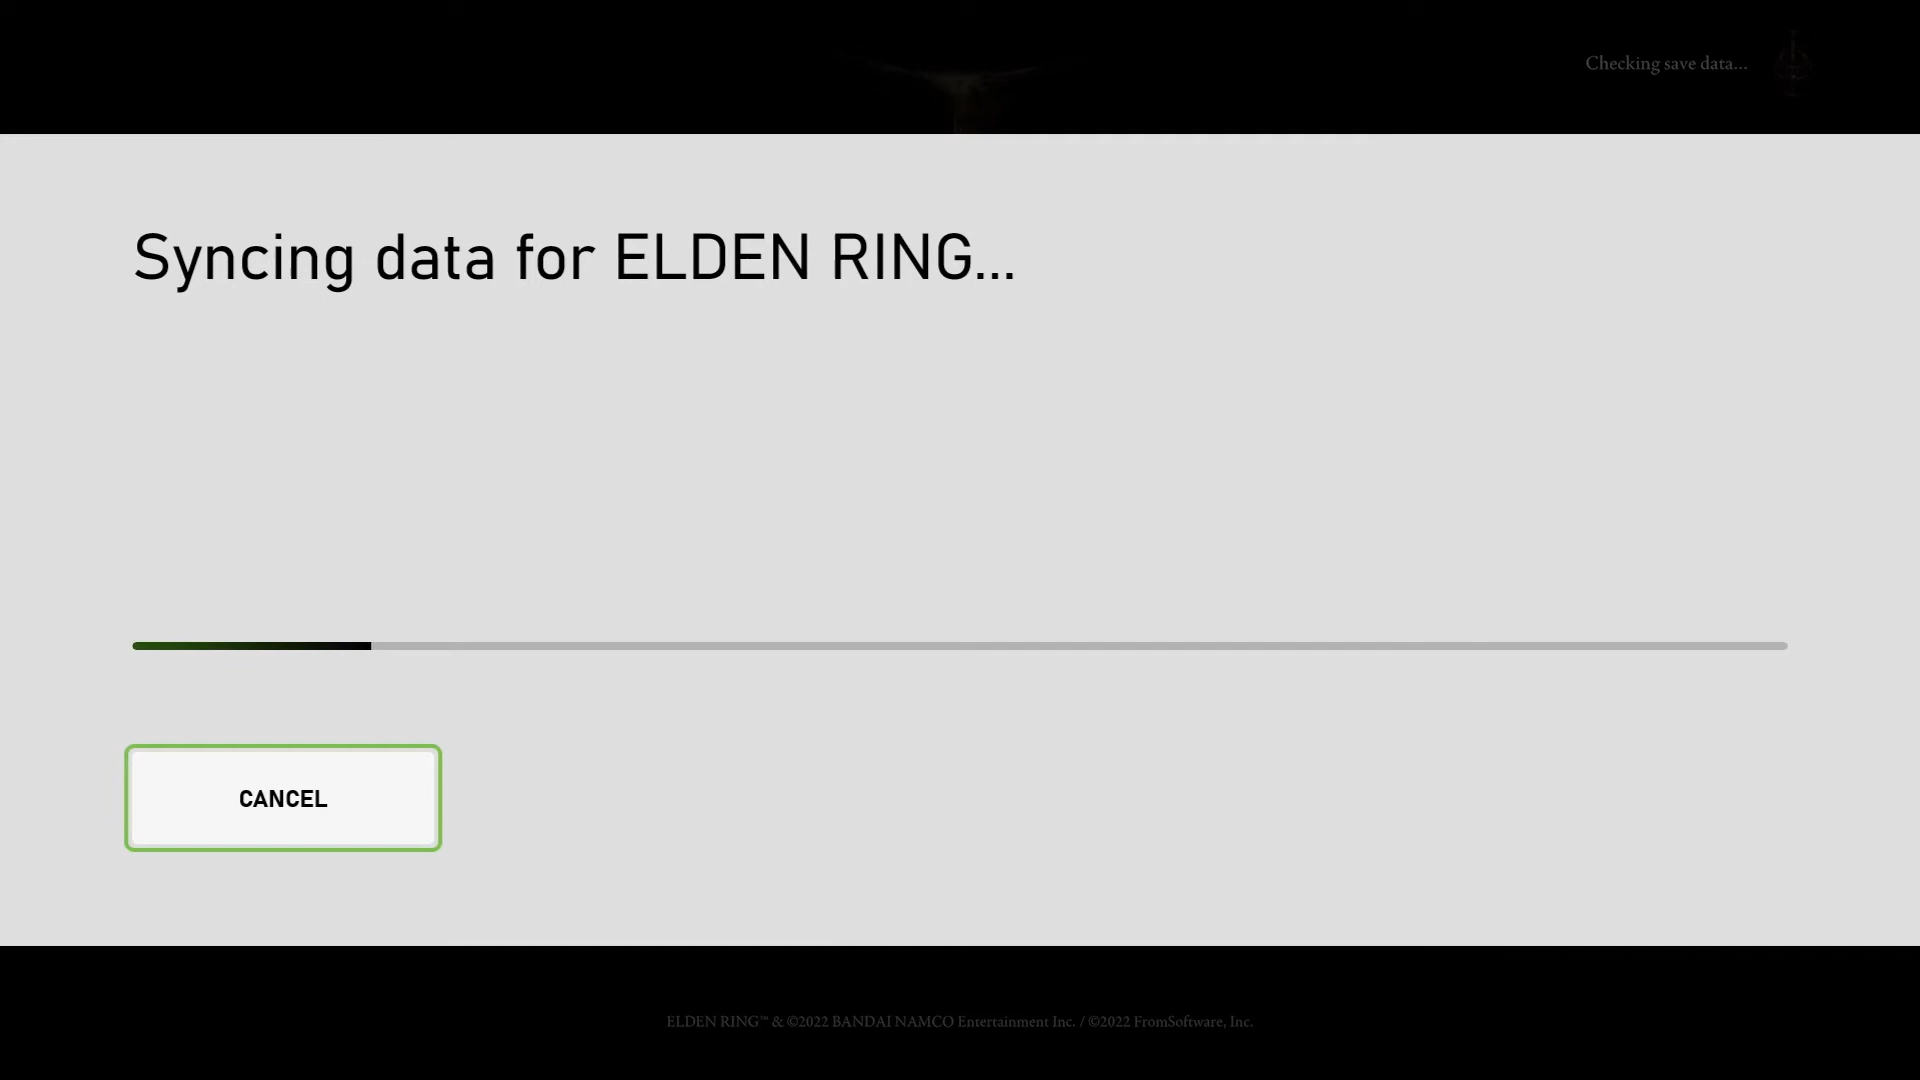 Checking save data...
Syncing data for ELDEN RING...
CANCEL
ELDEN RING™ & ©2022 BANDAI NAMCO Entertainment Inc. / ©2022 FromSoftware, Inc.